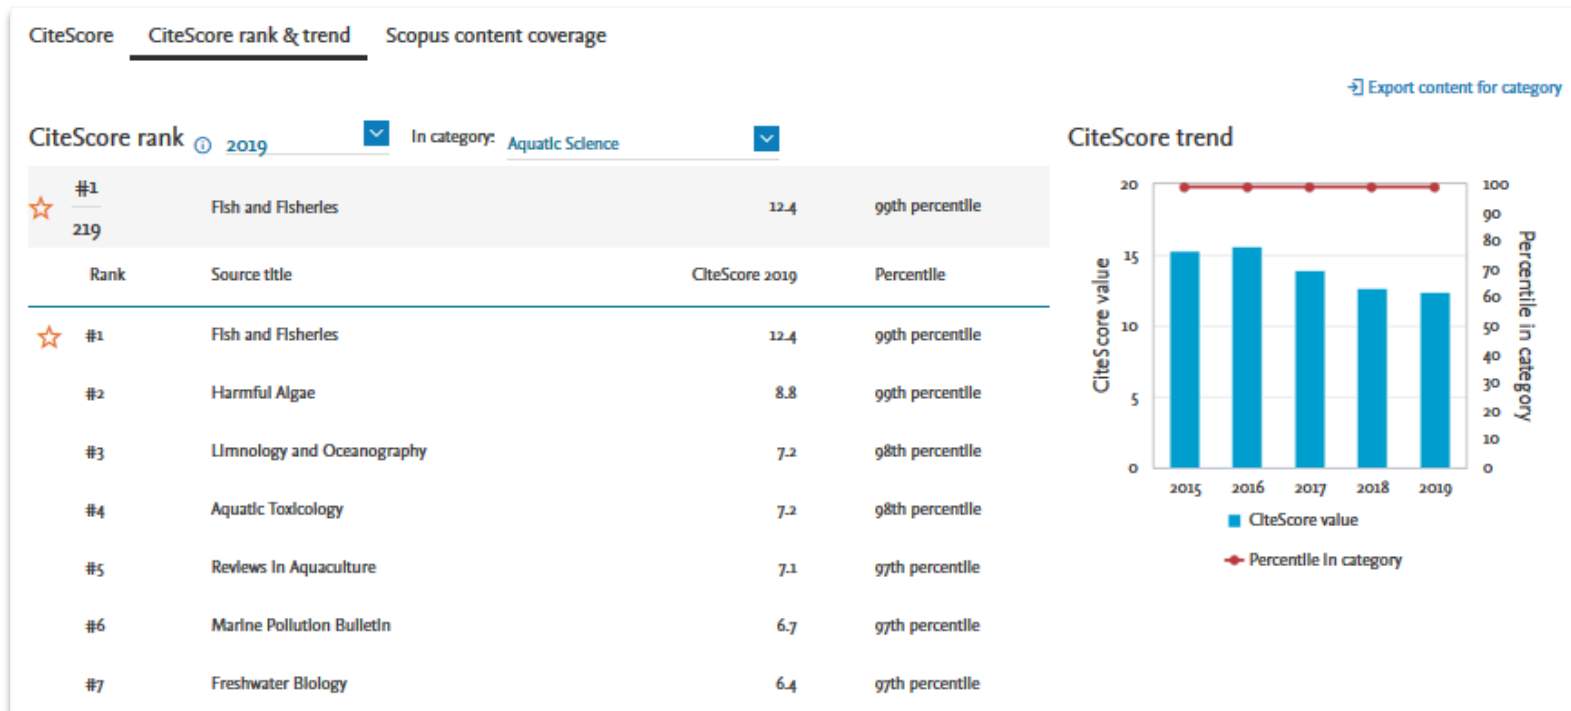 CiteScore CiteScore rank & trend Scopus content coverage
Export content for category
CiteScore rank 2019 In category: Aquatic Science
#1
219
Fish and Fisheries 12.4 99th percentile
Rank Source title CiteScore 2019 Percentile
#1 Fish and Fisheries 12.4 99th percentile
#2 Harmful Algae 8.8 99th percentile
#3 Limnology and Oceanography 7.2 98th percentile
#4 Aquatic Toxicology 7.2 98th percentile
#5 Reviews in Aquaculture 7.1 97th percentile
#6 Marine Pollution Bulletin 6.7 97th percentile
#7 Freshwater Biology 6.4 97th percentile
CiteScore trend
CiteScore value
20
15
10
5
0
100
90
80
70
60
50
40
30
20
10
0
Percentile in category
2015 2016 2017 2018 2019
CiteScore value
Percentile in category